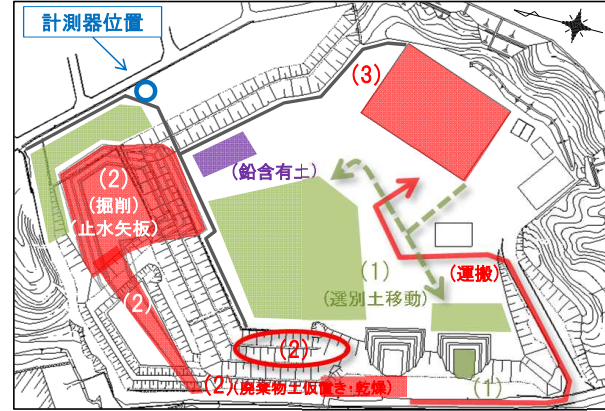 計測器位置
(3)
(鉛含有土)
(2)
(掘削)
(止水矢板)
(1)
(選別土移動)
(運搬)
(2)
(2)
(2)(廃棄物土仮置き・乾燥)
(1)